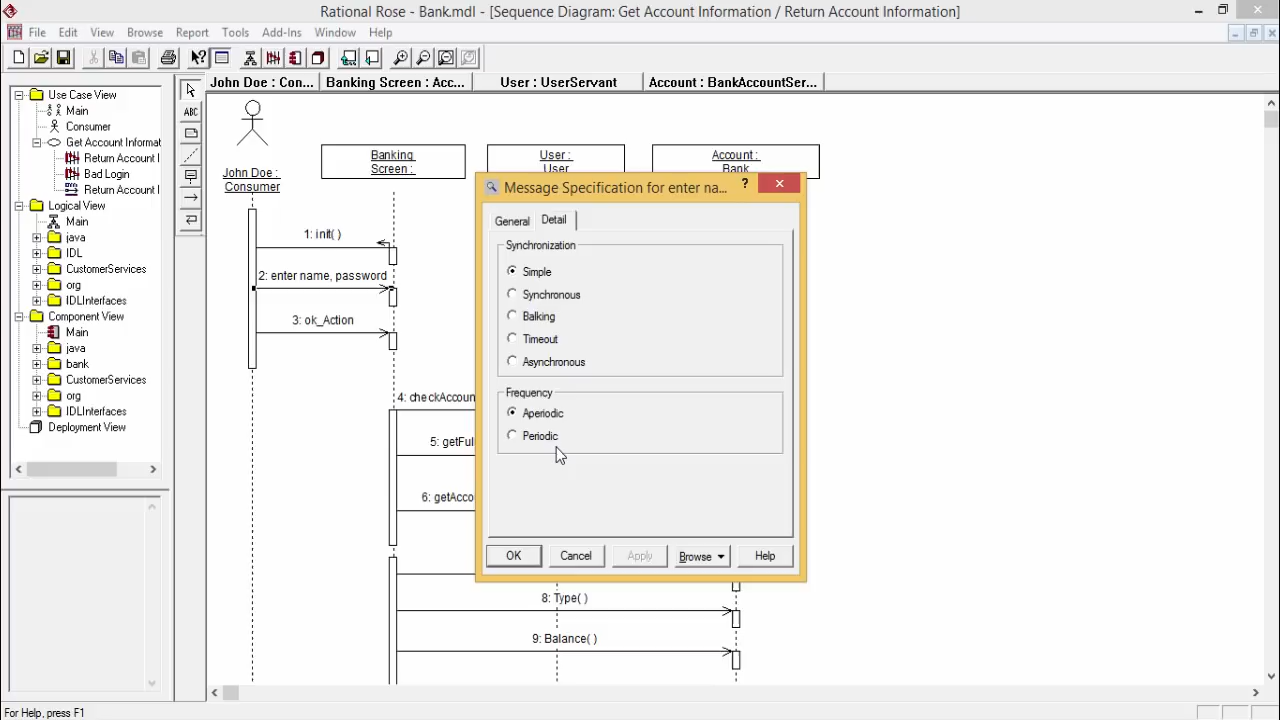 Rational Rose - Bank.mdl - [Sequence Diagram: Get Account Information / Return Account Information]
File Edit View Browse Report Tools Add-Ins Window Help
John Doe : Con... Banking Screen : Acc... User : UserServant Account : BankAccountSer...
Use Case View
Main
Consumer
Get Account Informat
Return Account I
Bad Login
Return Account I
Logical View
Main
java
IDL
CustomerServices
org
IDLInterfaces
Component View
Main
java
bank
CustomerServices
org
IDLInterfaces
Deployment View
ABC
John Doe :
Consumer
Banking
Screen :
User :
User
Account :
Bank
1: init( )
2: enter name, password
3: ok_Action
4: checkAccoun
5: getFul
6: getAcco
8: Type( )
9: Balance( )
Message Specification for enter na...
General Detail
Synchronization
Simple
Synchronous
Balking
Timeout
Asynchronous
Frequency
Aperiodic
Periodic
OK Cancel Apply Browse Help
For Help, press F1